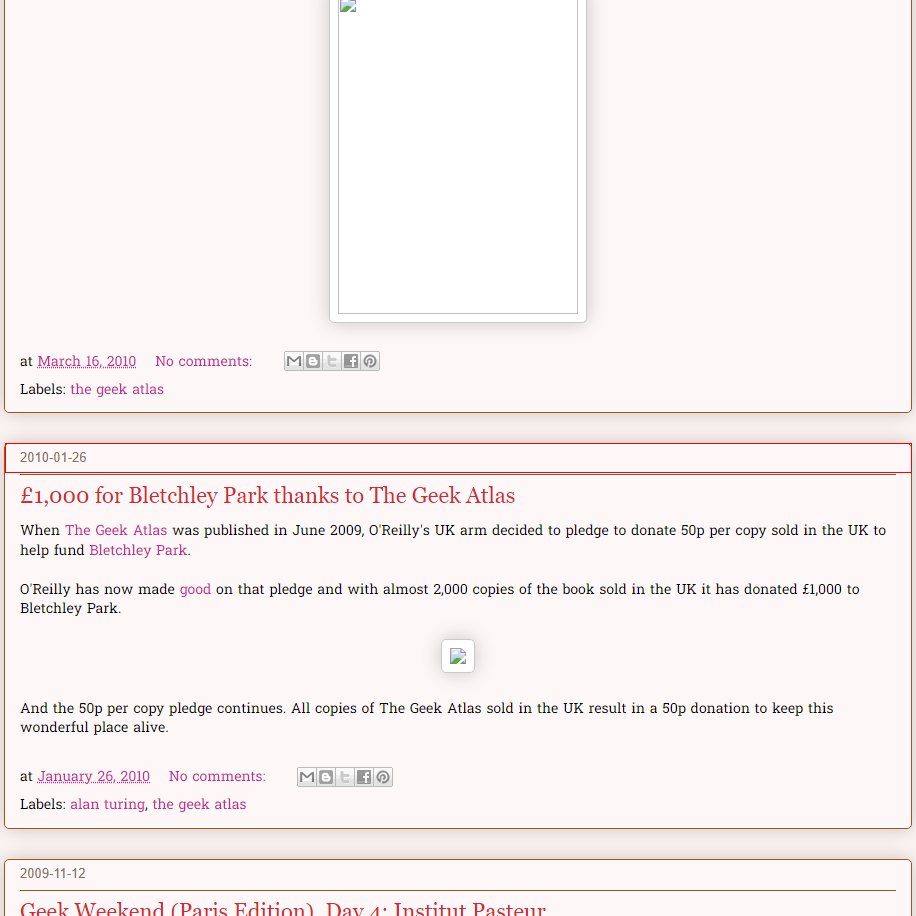 at March 16, 2010 No comments:
Labels: the geek atlas
2010-01-26
£1,000 for Bletchley Park thanks to The Geek Atlas
When The Geek Atlas was published in June 2009, O'Reilly's UK arm decided to pledge to donate 50p per copy sold in the UK to
help fund Bletchley Park.
O'Reilly has now made good on that pledge and with almost 2,000 copies of the book sold in the UK it has donated £1,000 to
Bletchley Park.
And the 50p per copy pledge continues. All copies of The Geek Atlas sold in the UK result in a 50p donation to keep this
wonderful place alive.
at January 26, 2010 No comments:
Labels: alan turing, the geek atlas
2009-11-12
Geek Weekend (Paris Edition), Day 4: Institut Pasteur